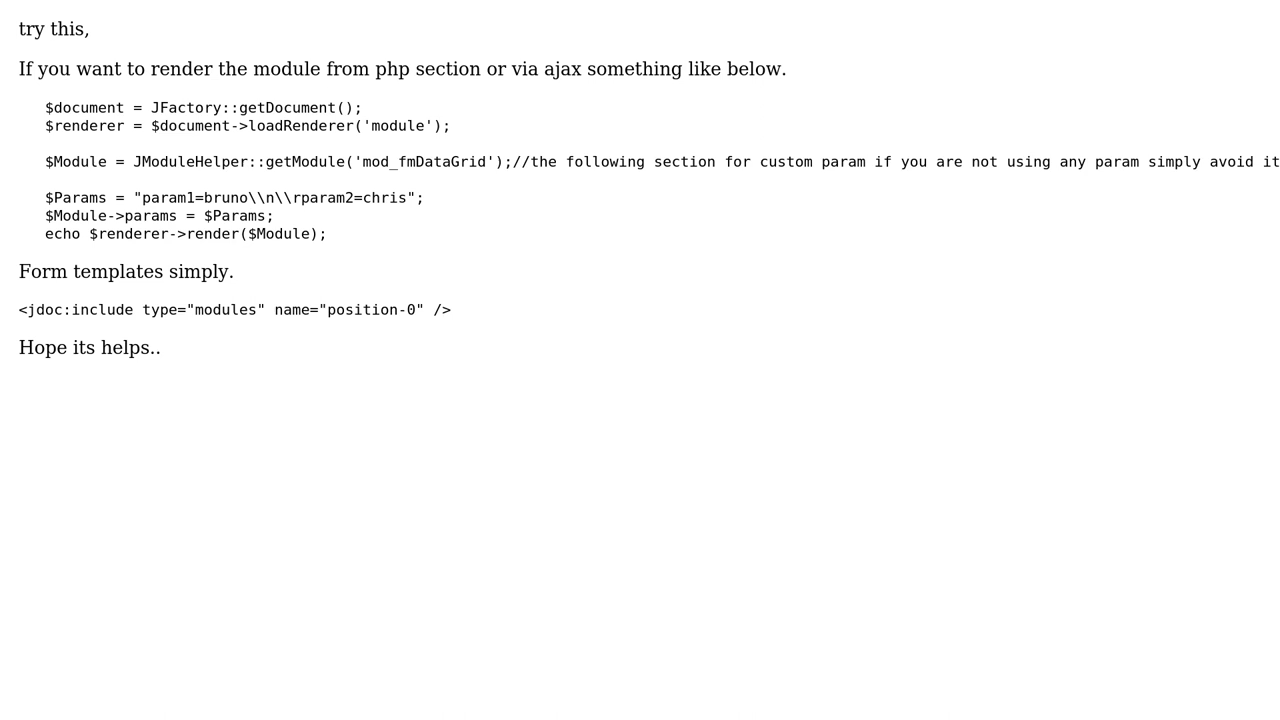 try this,
If you want to render the module from php section or via ajax something like below.
$document = JFactory::getDocument();
$renderer = $document->loadRenderer('module');
$Module = JModuleHelper::getModule('mod_fmDataGrid');//the following section for custom param if you are not using any param simply avoid it
$Params = "param1=bruno\\n\\rparam2=chris";
$Module->params = $Params;
echo $renderer->render($Module);
Form templates simply.
<jdoc:include type="modules" name="position-0" />
Hope its helps..